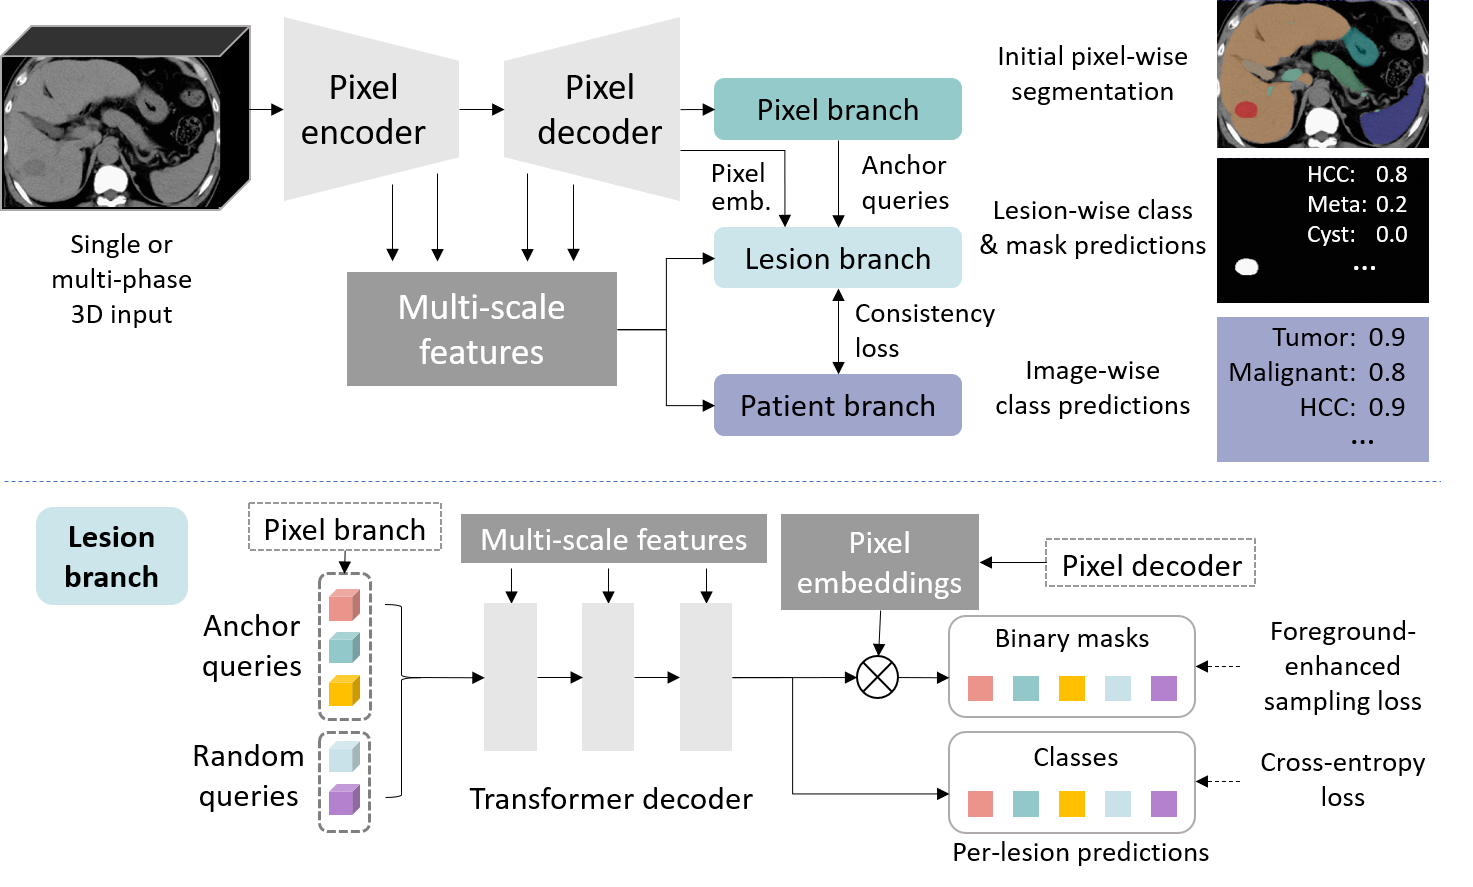 Single or
multi-phase
3D input
Pixel
encoder
Pixel
decoder
Multi-scale
features
Pixel branch
Pixel
emb.
Anchor
queries
Lesion branch
Consistency
loss
Patient branch
Initial pixel-wise
segmentation
Lesion-wise class
& mask predictions
HCC: 0.8
Meta: 0.2
Cyst: 0.0
...
Image-wise
class predictions
Tumor: 0.9
Malignant: 0.8
HCC: 0.9
...
Lesion
branch
Pixel branch
Anchor
queries
Random
queries
Multi-scale features
Transformer decoder
Pixel
embeddings
Pixel decoder
Binary masks
Foreground-
enhanced
sampling loss
Classes
Cross-entropy
loss
Per-lesion predictions